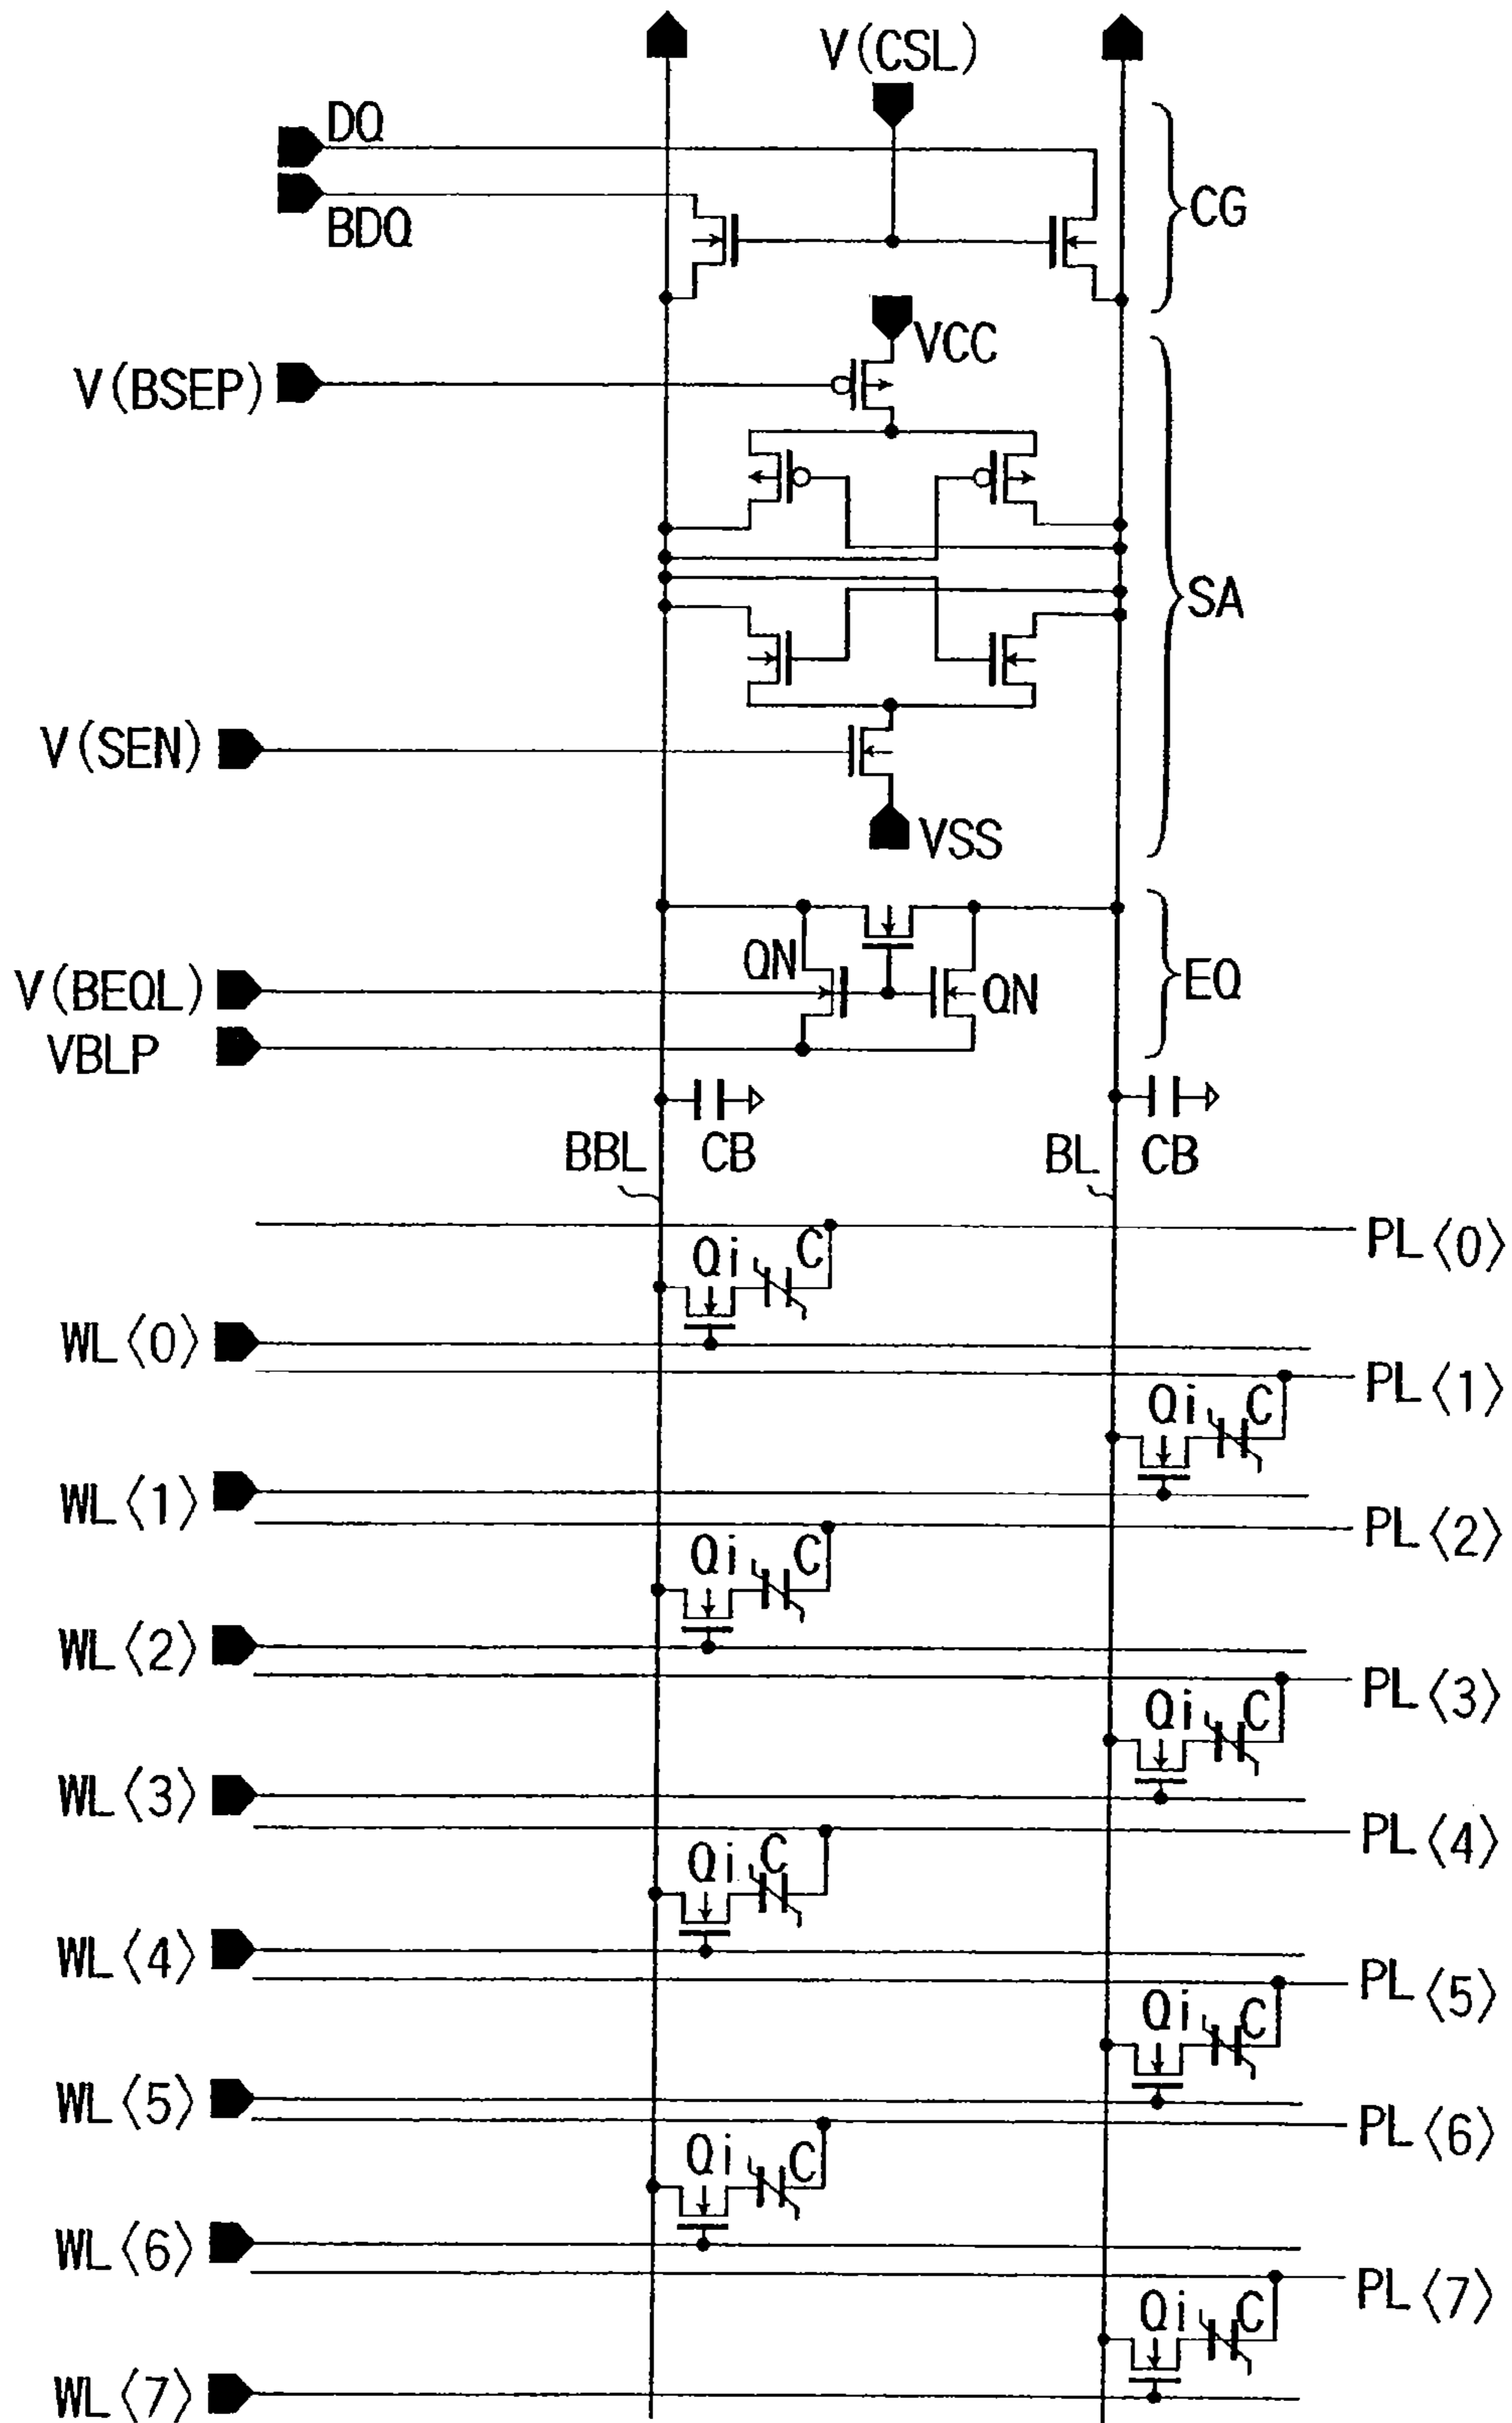 V(CSL)
DQ
BDQ
CG
VCC
V(BSEP)
SA
V(SEN)
VSS
QN
V(BEQL)
QN
EQ
VBLP
BBL
CB
BL
CB
Qi
C
PL〈0〉
WL〈0〉
PL〈1〉
Qi
C
WL〈1〉
PL〈2〉
Qi
C
WL〈2〉
PL〈3〉
Qi
C
WL〈3〉
PL〈4〉
Qi
C
WL〈4〉
PL〈5〉
Qi
C
WL〈5〉
PL〈6〉
Qi
C
WL〈6〉
PL〈7〉
Qi
C
WL〈7〉